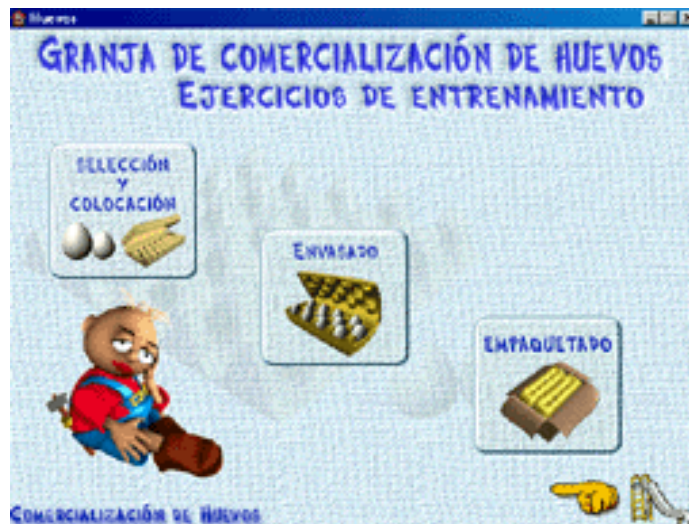 Huevos
GRANJA DE COMERCIALIZACIÓN DE HUEVOS
EJERCICIOS DE ENTRENAMIENTO
SELECCIÓN
Y
COLOCACIÓN
ENVASADO
EMPAQUETADO
COMERCIALIZACIÓN DE HUEVOS